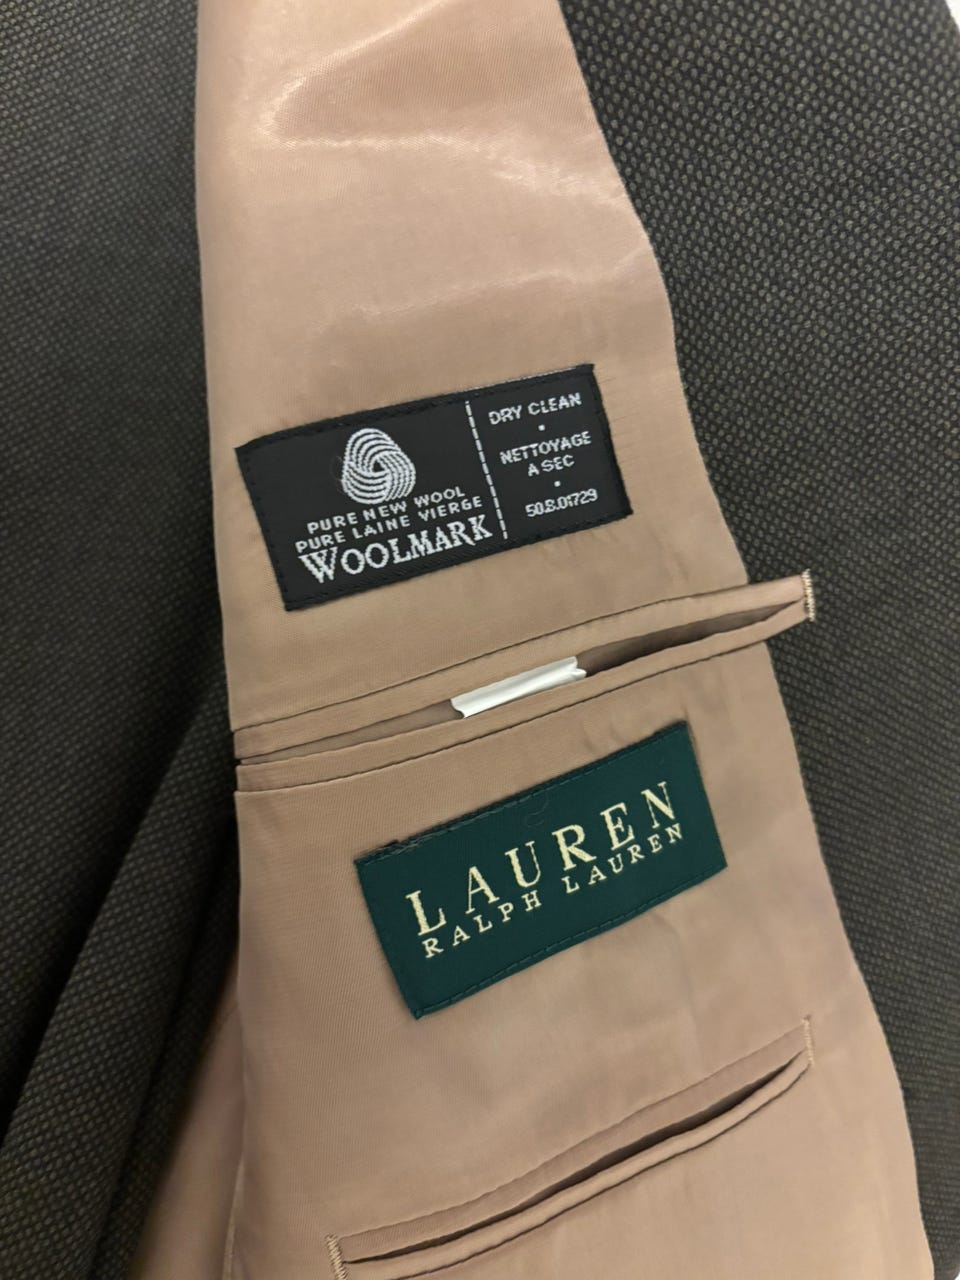 PURE NEW WOOL
PURE LAINE VIERGE
WOOLMARK
DRY CLEAN
NETTOYAGE
A SEC
50.8.01729
LAUREN
RALPH LAUREN